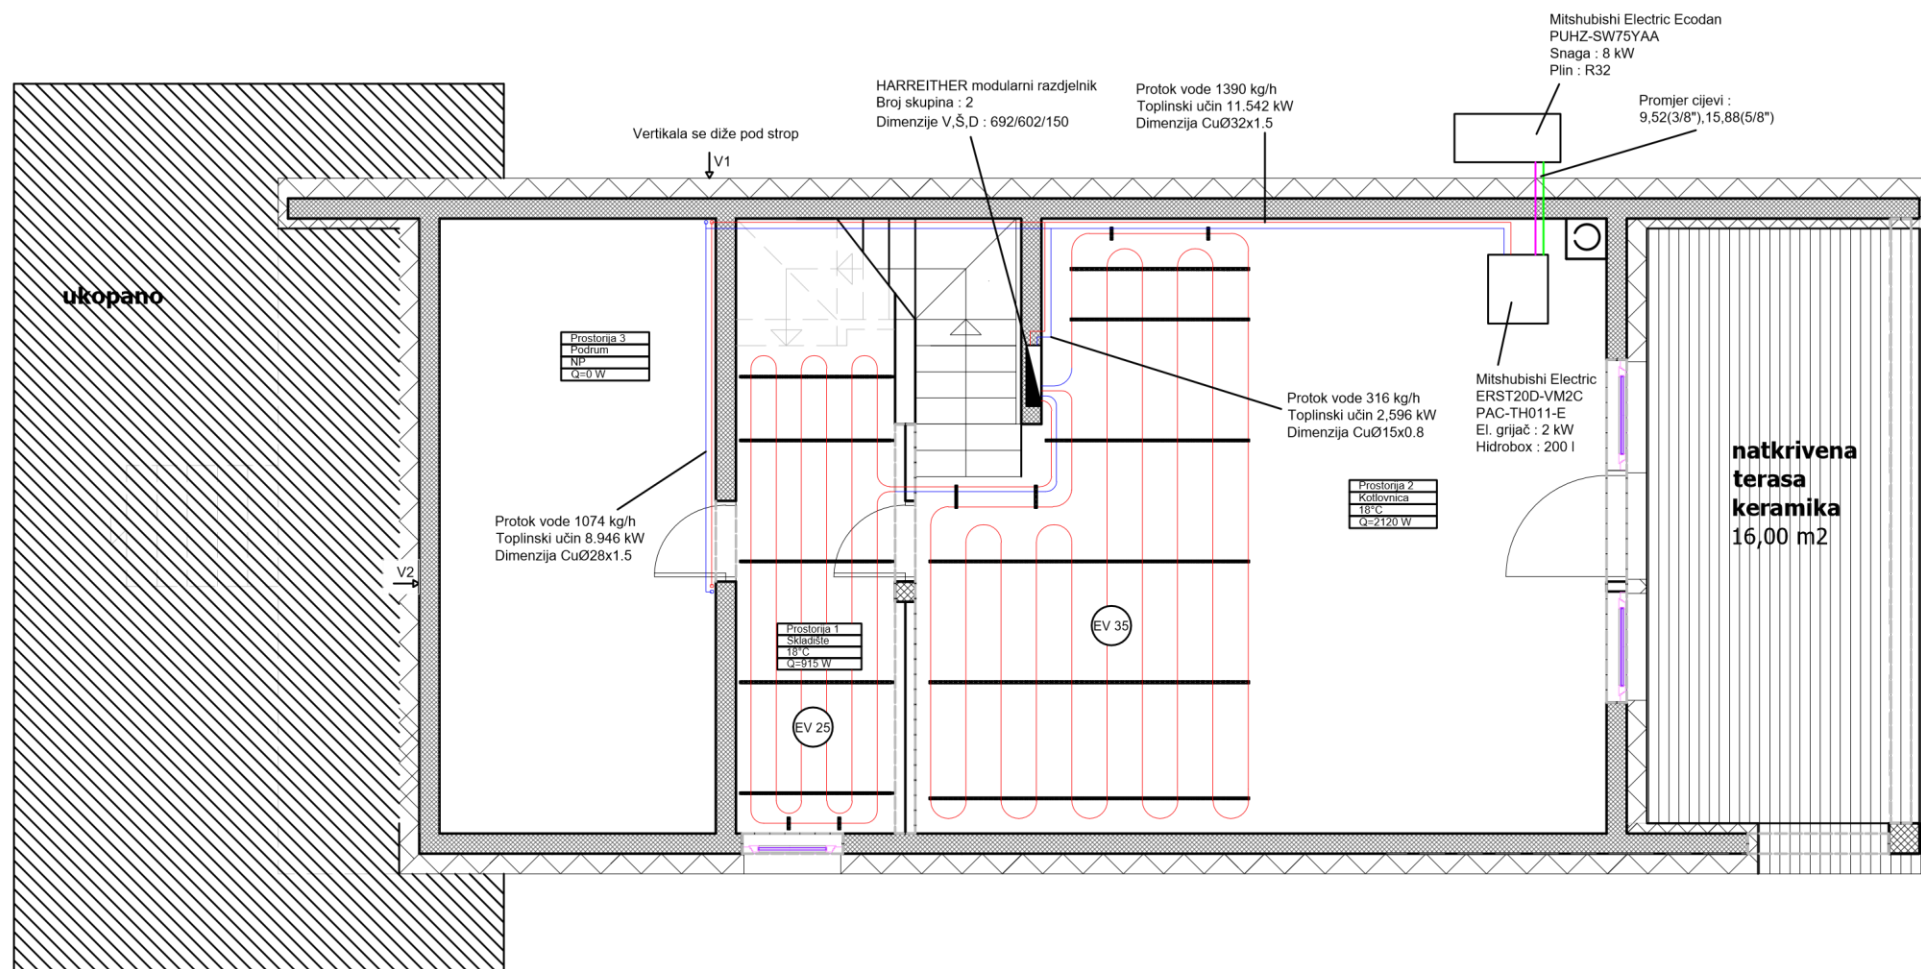 Mitshubishi Electric Ecodan
PUHZ-SW75YAA
Snaga : 8 kW
Plin : R32
HARREITHER modularni razdjelnik
Broj skupina : 2
Dimenzije V,Š,D : 692/602/150
Protok vode 1390 kg/h
Toplinski učin 11.542 kW
Dimenzija CuØ32x1.5
Promjer cijevi :
9,52(3/8"),15,88(5/8")
Vertikala se diže pod strop
V1
ukopano
Prostorija 3
Podrum
NP
Q=0 W
Protok vode 316 kg/h
Toplinski učin 2,596 kW
Dimenzija CuØ15x0.8
Mitshubishi Electric
ERST20D-VM2C
PAC-TH011-E
El. grijač : 2 kW
Hidrobox : 200 l
natkrivena
terasa
keramika
16,00 m2
Prostorija 2
Kotlovnica
18°C
Q=2120 W
Protok vode 1074 kg/h
Toplinski učin 8.946 kW
Dimenzija CuØ28x1.5
V2
EV 35
Prostorija 1
Skladište
18°C
Q=915 W
EV 25